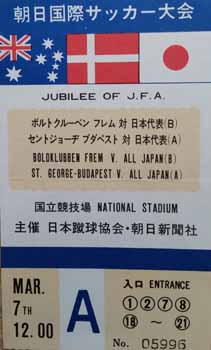 朝日国際サッカー大会
JUBILEE OF J.F.A.
ボルトクルーベン フレム 対 日本代表(B)
セントジョーヂ ブダペスト 対 日本代表(A)
BOLDKLUBBEN FREM V. ALL JAPAN(B)
ST. GEORGE-BUDAPEST V. ALL JAPAN(A)
国立競技場 NATIONAL STADIUM
主催 日本蹴球協会・朝日新聞社
MAR.
7TH
12.00
A
入口 ENTRANCE
①②⑦⑧
⑱〜㉑
No. 05996